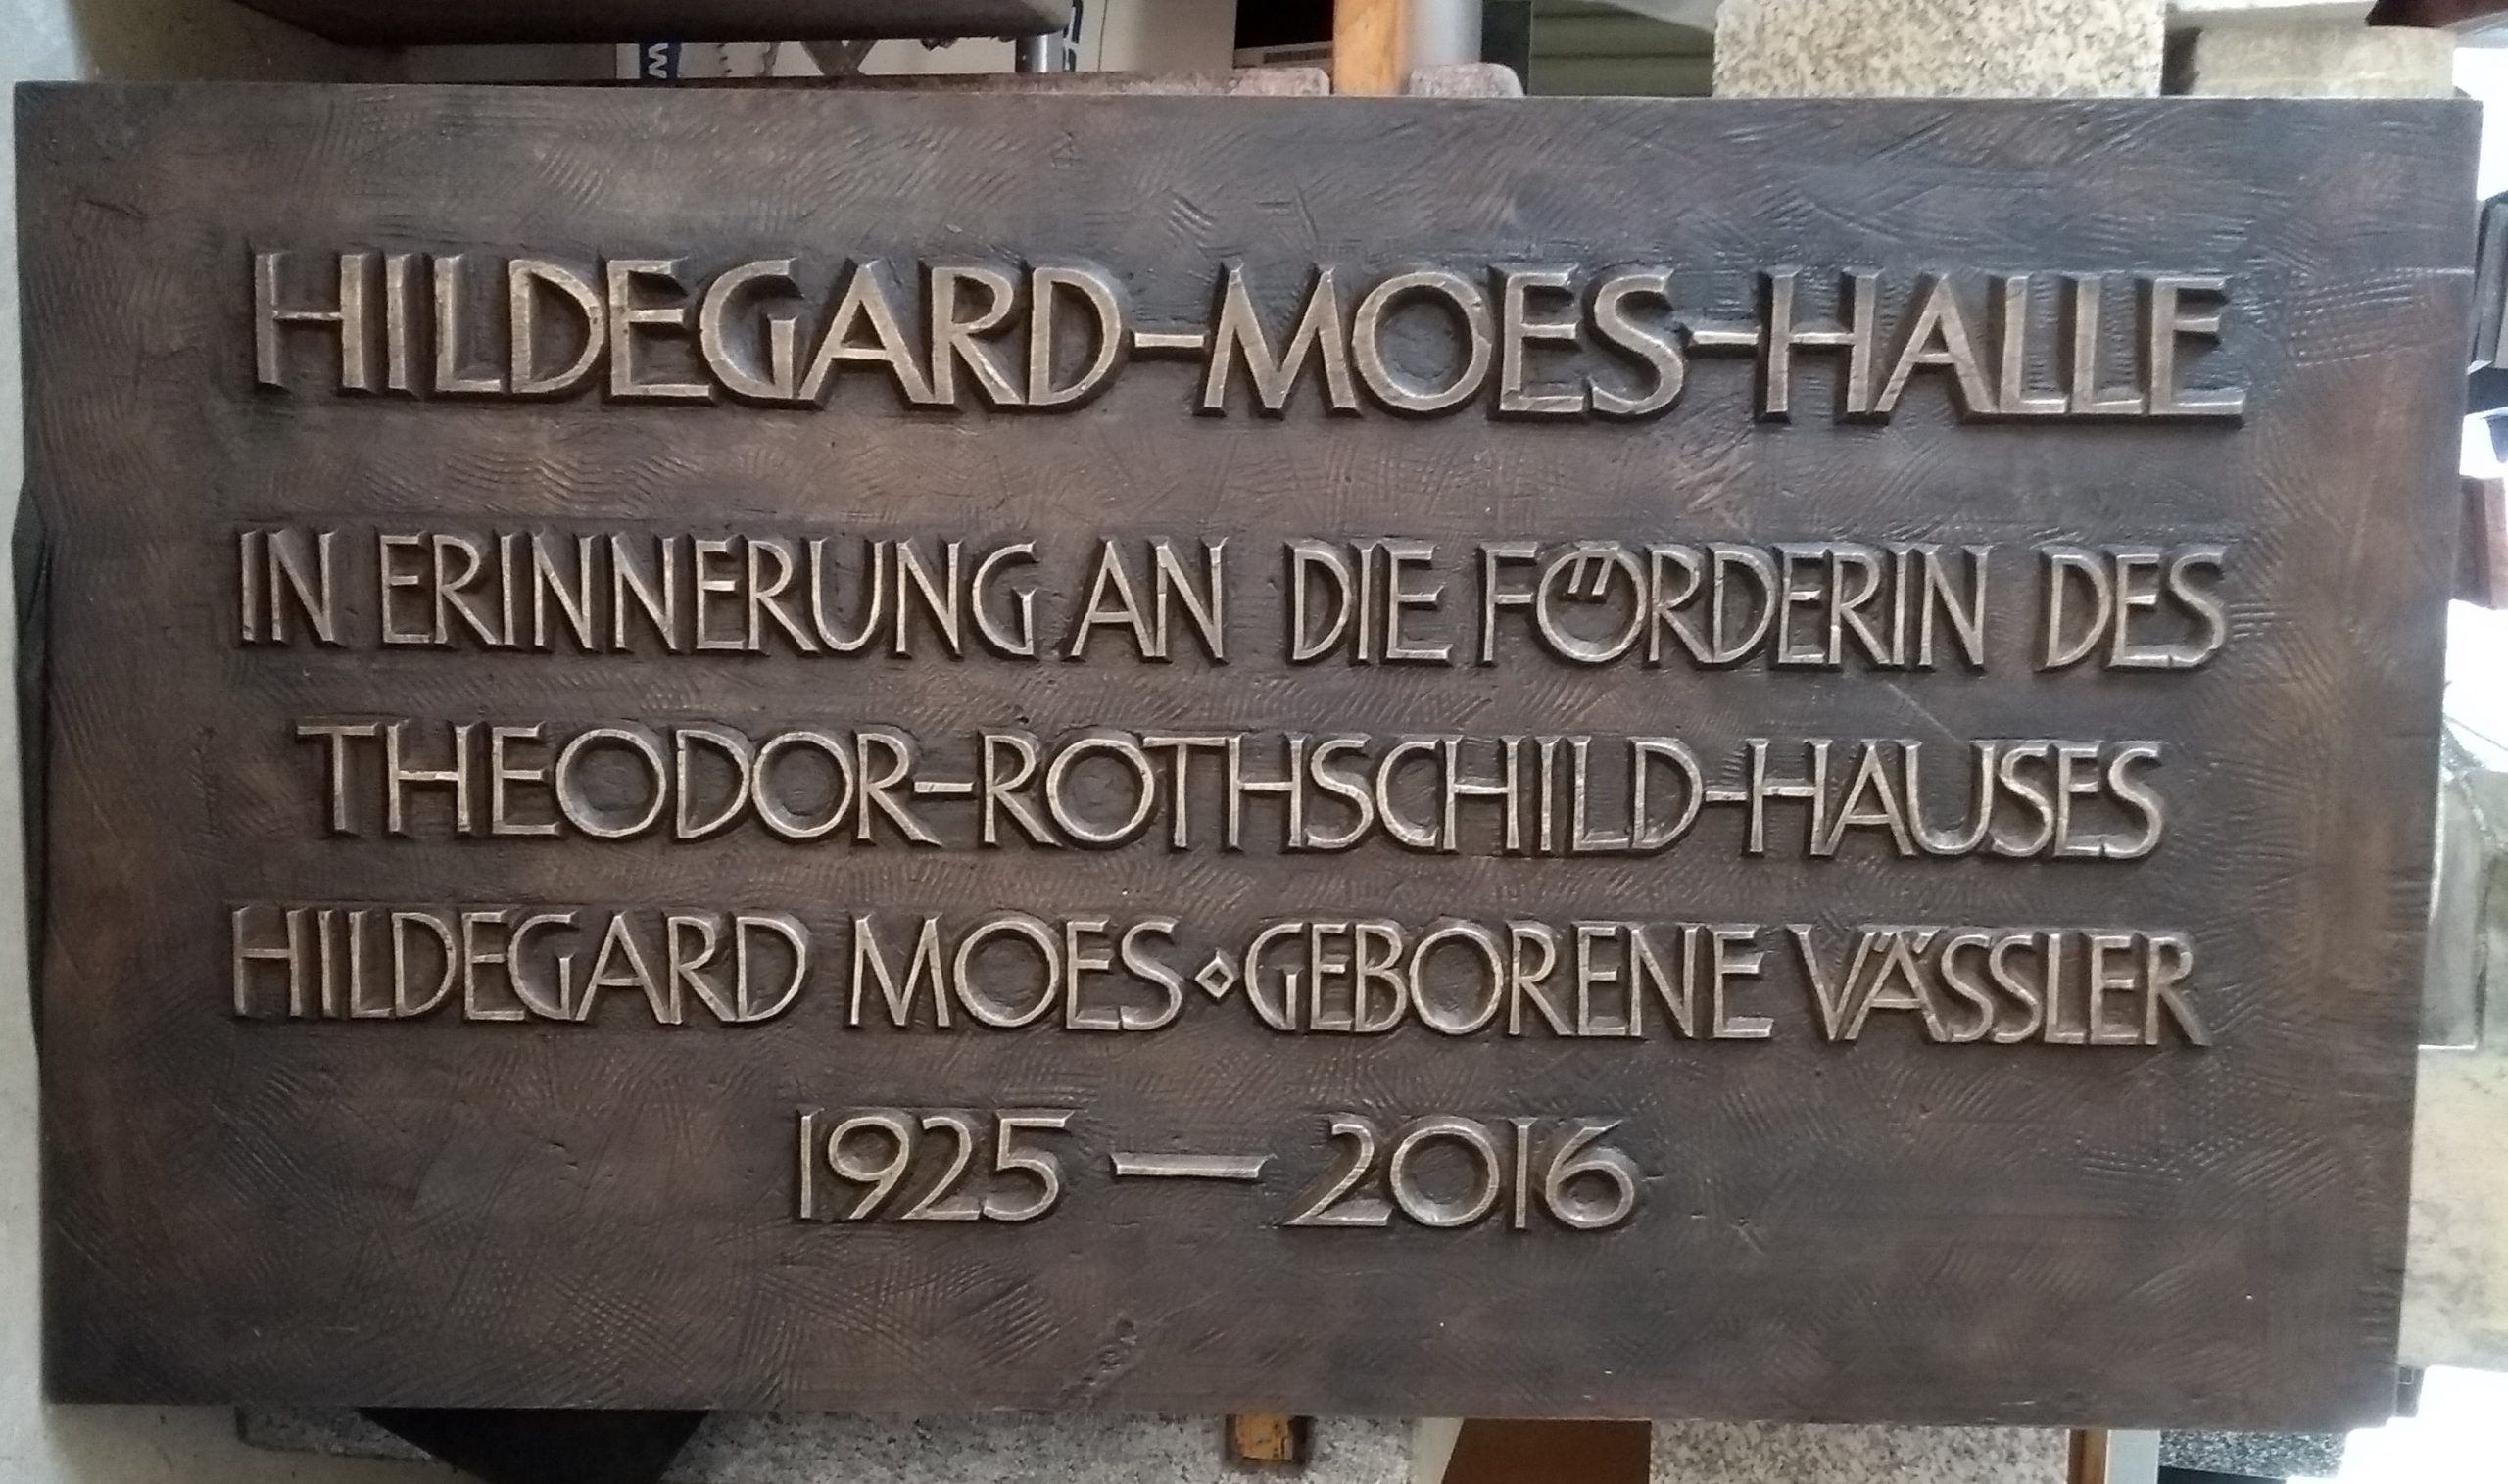 HILDEGARD-MOES-HALLE
IN ERINNERUNG AN DIE FÖRDERIN DES
THEODOR-ROTHSCHILD-HAUSES
HILDEGARD MOES⋄GEBORENE VÄSSLER
1925 — 2016